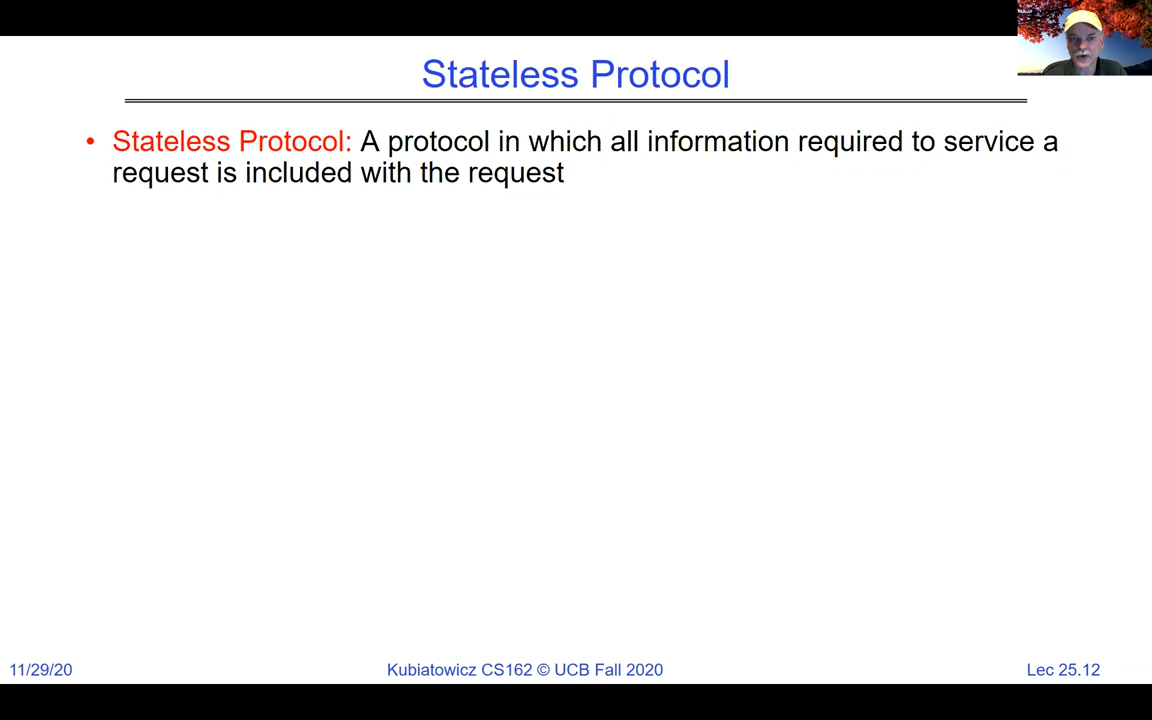 Stateless Protocol
• Stateless Protocol: A protocol in which all information required to service a
request is included with the request
11/29/20
Kubiatowicz CS162 © UCB Fall 2020
Lec 25.12